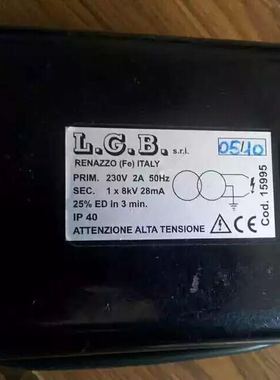 L.G.B. s.r.l.
0540
RENAZZO (Fe) ITALY
PRIM. 230V 2A 50Hz
SEC. 1 x 8kV 28mA
25% ED in 3 min.
IP 40
ATTENZIONE ALTA TENSIONE
Cod. 15995